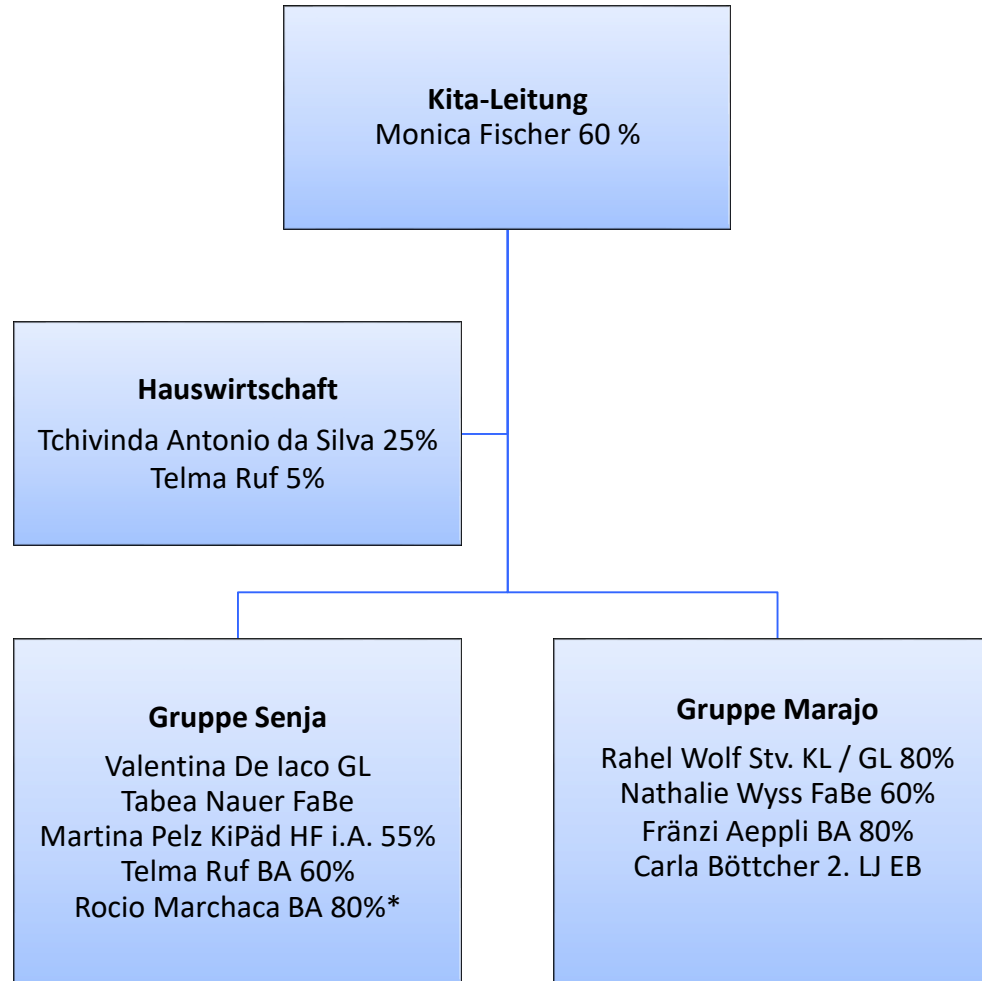 Kita-Leitung
Monica Fischer 60 %
Hauswirtschaft
Tchivinda Antonio da Silva 25%
Telma Ruf 5%
Gruppe Senja
Valentina De Iaco GL
Tabea Nauer FaBe
Martina Pelz KiPäd HF i.A. 55%
Telma Ruf BA 60%
Rocio Marchaca BA 80%*
Gruppe Marajo
Rahel Wolf Stv. KL / GL 80%
Nathalie Wyss FaBe 60%
Fränzi Aeppli BA 80%
Carla Böttcher 2. LJ EB